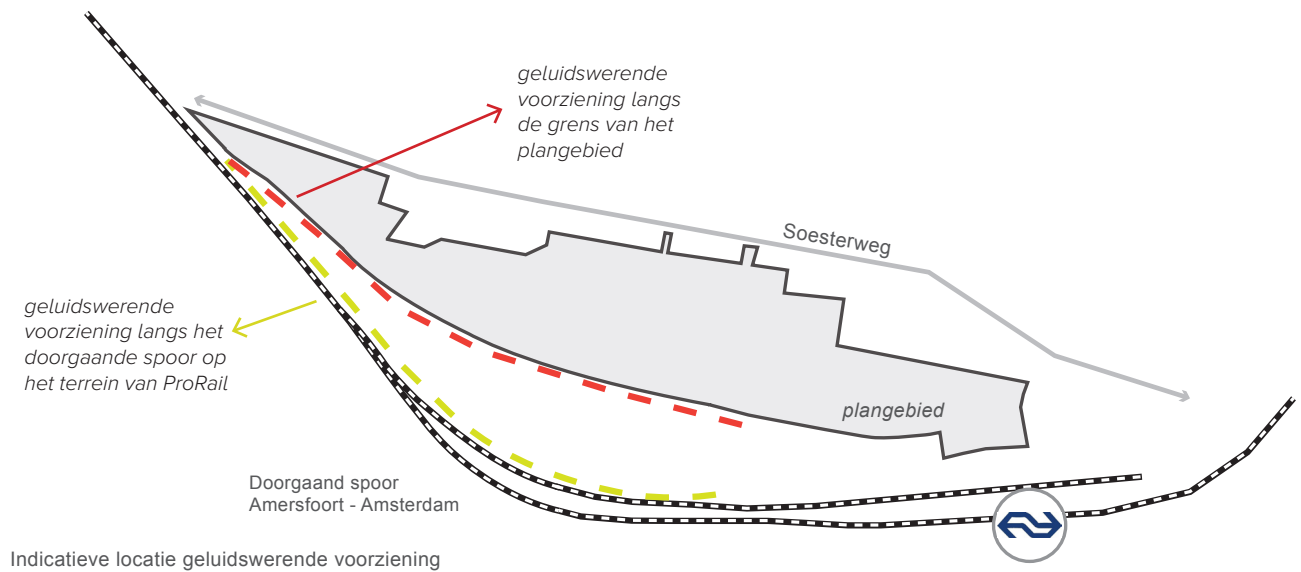 geluidswerende
voorziening langs
de grens van het
plangebied
Soesterweg
geluidswerende
voorziening langs het
doorgaande spoor op
het terrein van ProRail
plangebied
Doorgaand spoor
Amersfoort - Amsterdam
Indicatieve locatie geluidswerende voorziening